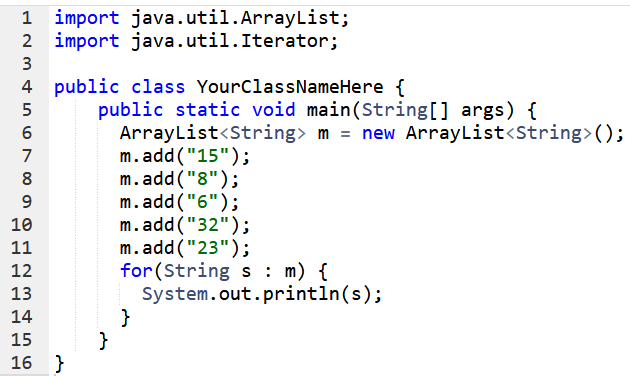 1 import java.util.ArrayList;
2 import java.util.Iterator;
3
4 public class YourClassNameHere {
5     public static void main(String[] args) {
6       ArrayList<String> m = new ArrayList<String>();
7       m.add("15");
8       m.add("8");
9       m.add("6");
10       m.add("32");
11       m.add("23");
12       for(String s : m) {
13         System.out.println(s);
14       }
15     }
16 }